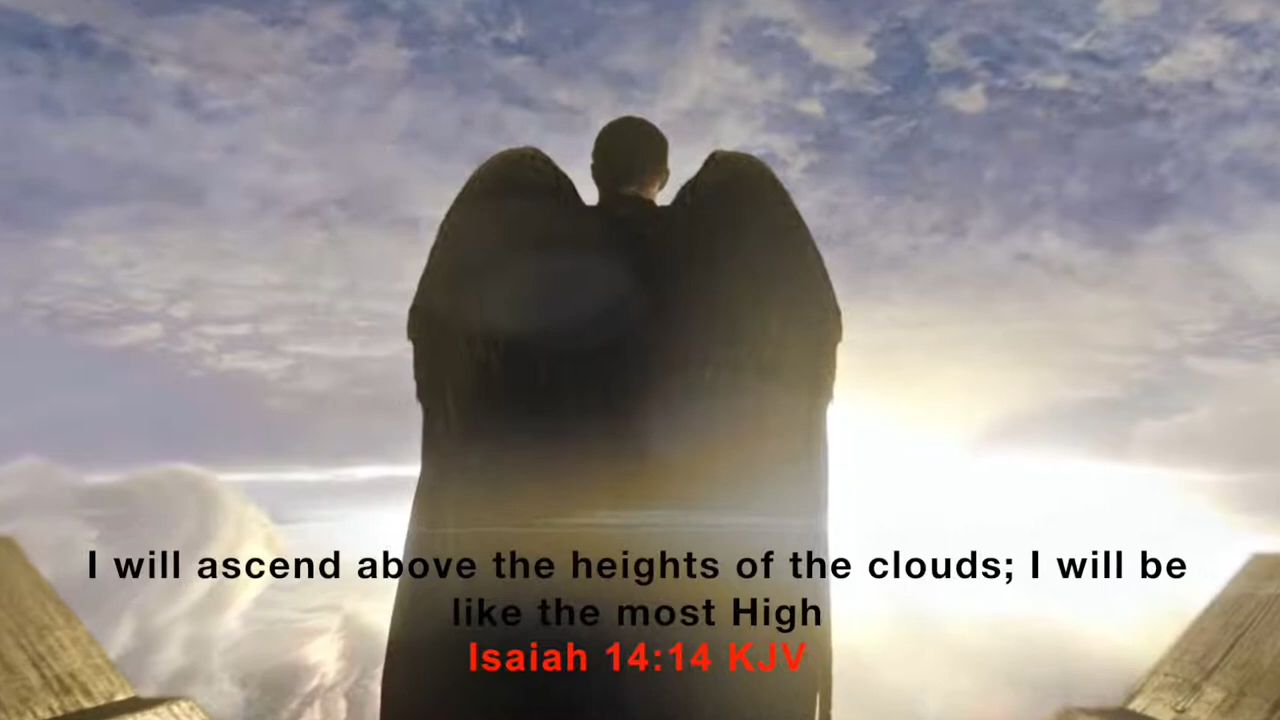 I will ascend above the heights of the clouds; I will be
like the most High
Isaiah 14:14 KJV